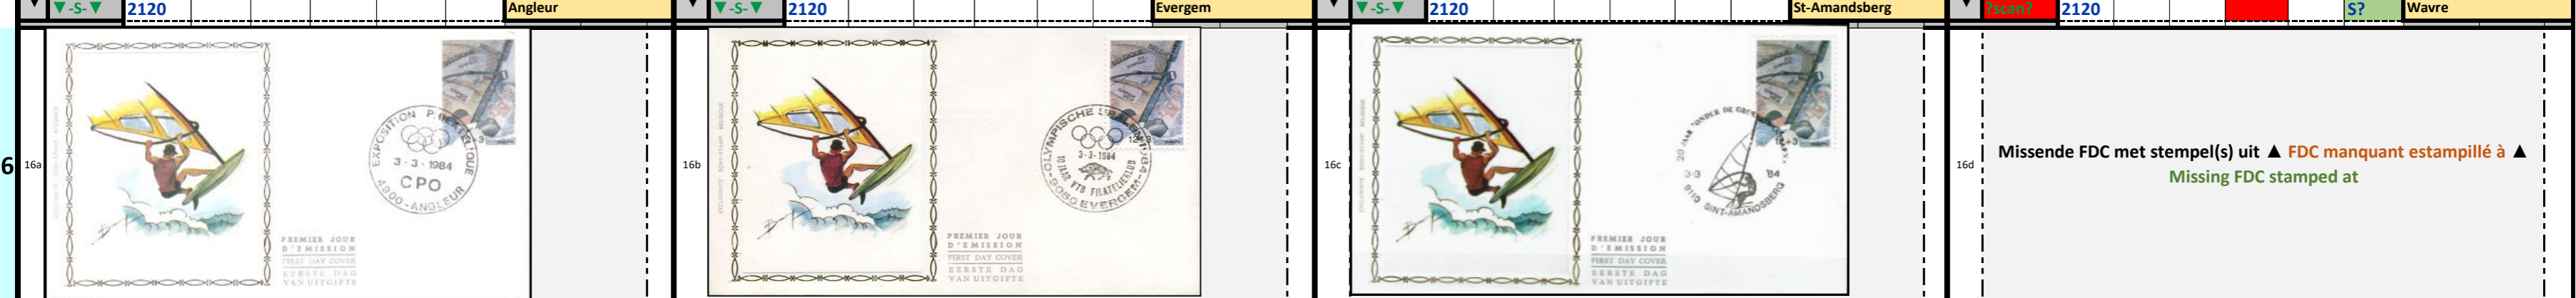 ▼ ▼ -S- ▼ 2120 Angleur
▼ ▼ -S- ▼ 2120 Evergem
▼ ▼ -S- ▼ 2120 St-Amandsberg
▼ ?scan? 2120 S? Wavre
6
16a
EXPOSITION PHILATELIQUE
3-3-1984
CPO
4900-ANGLEUR
PREMIER JOUR
D'EMISSION
FIRST DAY COVER
EERSTE DAG
VAN UITGIFTE
16b
OLYMPISCHE
3-3-1984
10 JAAR VTB FILATELIEKLUB
9080 EVERGEM
PREMIER JOUR
D'EMISSION
FIRST DAY COVER
EERSTE DAG
VAN UITGIFTE
16c
20 JAAR "ONDER DE
3-3 '84
9110 SINT-AMANDSBERG
PREMIER JOUR
D'EMISSION
FIRST DAY COVER
EERSTE DAG
VAN UITGIFTE
16d
Missende FDC met stempel(s) uit ▲ FDC manquant estampillé à ▲
Missing FDC stamped at